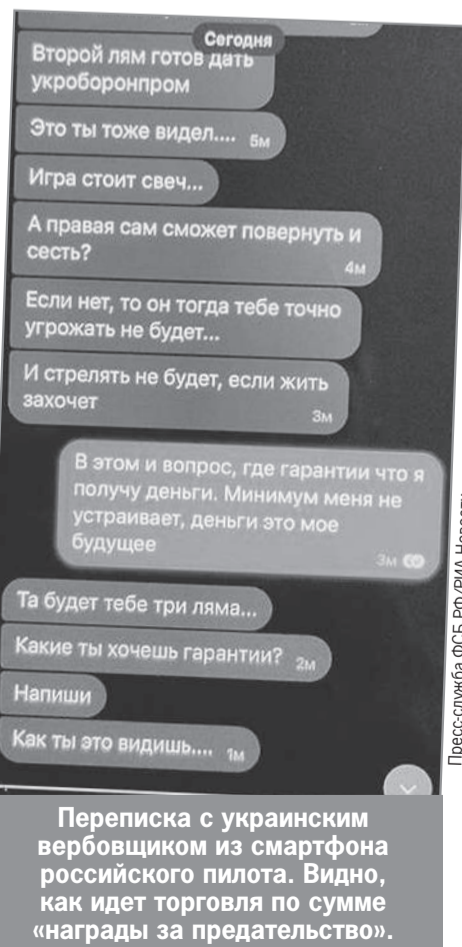 Сегодня
Второй лям готов дать
укроборонпром
Это ты тоже видел.... 5м
Игра стоит свеч...
А правая сам сможет повернуть и
сесть?
4м
Если нет, то он тогда тебе точно
угрожать не будет...
И стрелять не будет, если жить
захочет
3м
В этом и вопрос, где гарантии что я
получу деньги. Минимум меня не
устраивает, деньги это мое
будущее
3м
Та будет тебе три ляма...
Какие ты хочешь гарантии? 2м
Напиши
Как ты это видишь.... 1м
Пресс-служба ФСБ РФ/РИА Новости
Переписка с украинским
вербовщиком из смартфона
российского пилота. Видно,
как идет торговля по сумме
«награды за предательство».